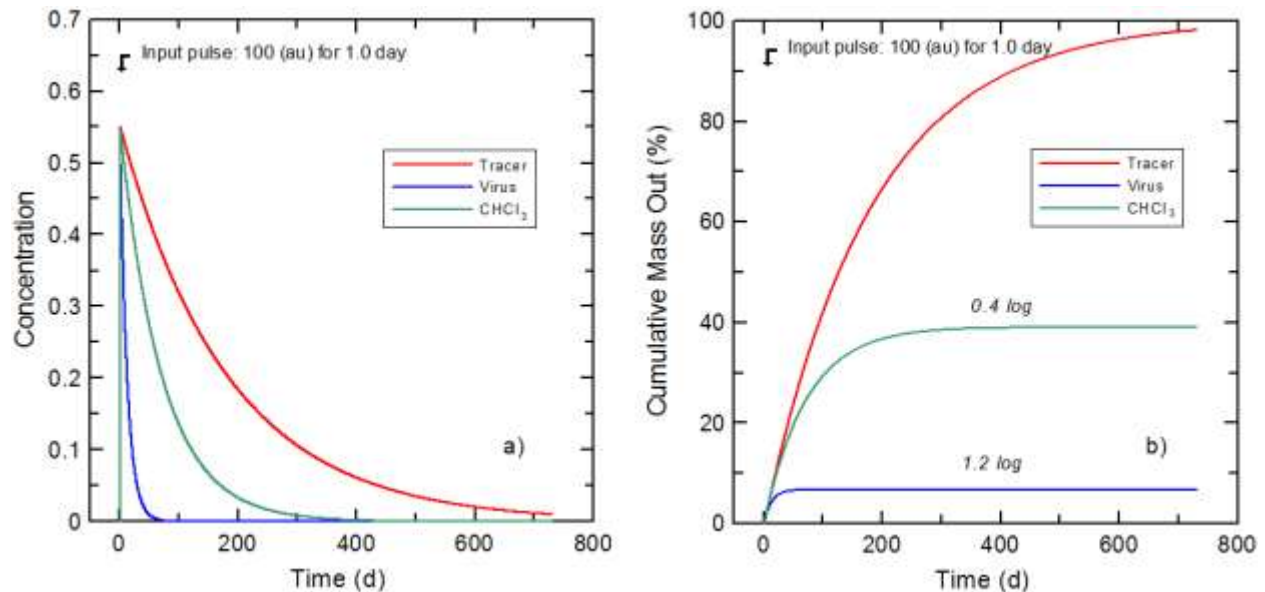 0.7
0.6
0.5
0.4
0.3
0.2
0.1
0
Concentration
Input pulse: 100 (au) for 1.0 day
Tracer
Virus
CHCl₃
a)
0 200 400 600 800
Time (d)
100
80
60
40
20
0
Cumulative Mass Out (%)
Input pulse: 100 (au) for 1.0 day
Tracer
Virus
CHCl₃
0.4 log
1.2 log
b)
0 200 400 600 800
Time (d)